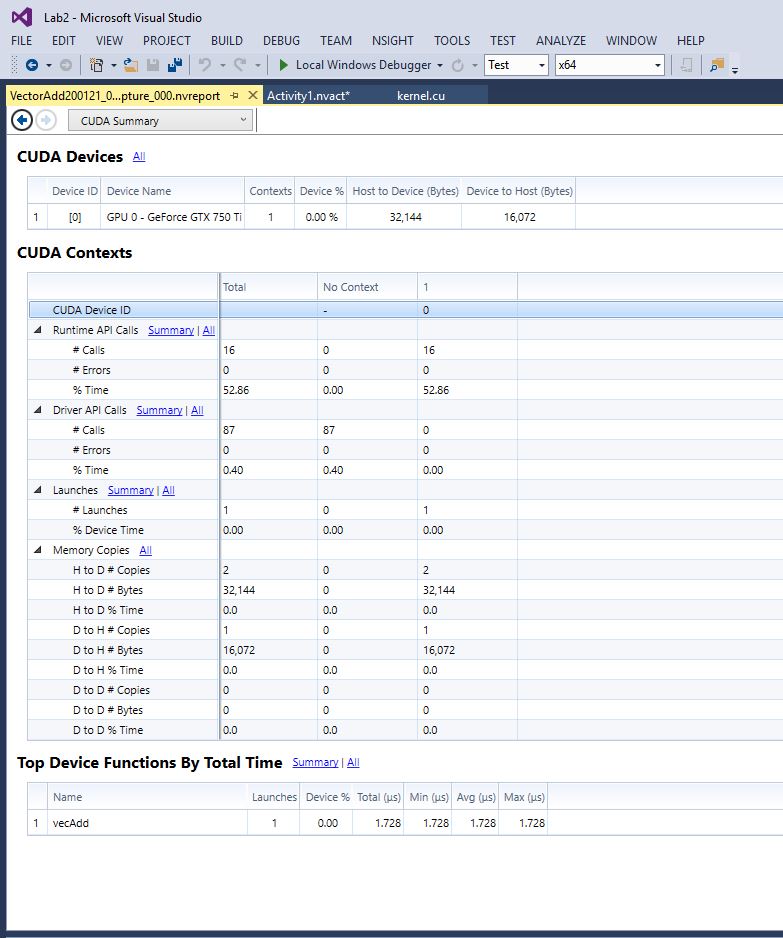 Lab2 - Microsoft Visual Studio
FILE EDIT VIEW PROJECT BUILD DEBUG TEAM NSIGHT TOOLS TEST ANALYZE WINDOW HELP
Local Windows Debugger Test x64
VectorAdd200121_0...pture_000.nvreport Activity1.nvact* kernel.cu
CUDA Summary
CUDA Devices All
Device ID Device Name Contexts Device % Host to Device (Bytes) Device to Host (Bytes)
1 [0] GPU 0 - GeForce GTX 750 Ti 1 0.00 % 32,144 16,072
CUDA Contexts
Total No Context 1
CUDA Device ID - 0
Runtime API Calls Summary | All
# Calls 16 0 16
# Errors 0 0 0
% Time 52.86 0.00 52.86
Driver API Calls Summary | All
# Calls 87 87 0
# Errors 0 0 0
% Time 0.40 0.40 0.00
Launches Summary | All
# Launches 1 0 1
% Device Time 0.00 0.00 0.00
Memory Copies All
H to D # Copies 2 0 2
H to D # Bytes 32,144 0 32,144
H to D % Time 0.0 0.0 0.0
D to H # Copies 1 0 1
D to H # Bytes 16,072 0 16,072
D to H % Time 0.0 0.0 0.0
D to D # Copies 0 0 0
D to D # Bytes 0 0 0
D to D % Time 0.0 0.0 0.0
Top Device Functions By Total Time Summary | All
Name Launches Device % Total (µs) Min (µs) Avg (µs) Max (µs)
1 vecAdd 1 0.00 1.728 1.728 1.728 1.728